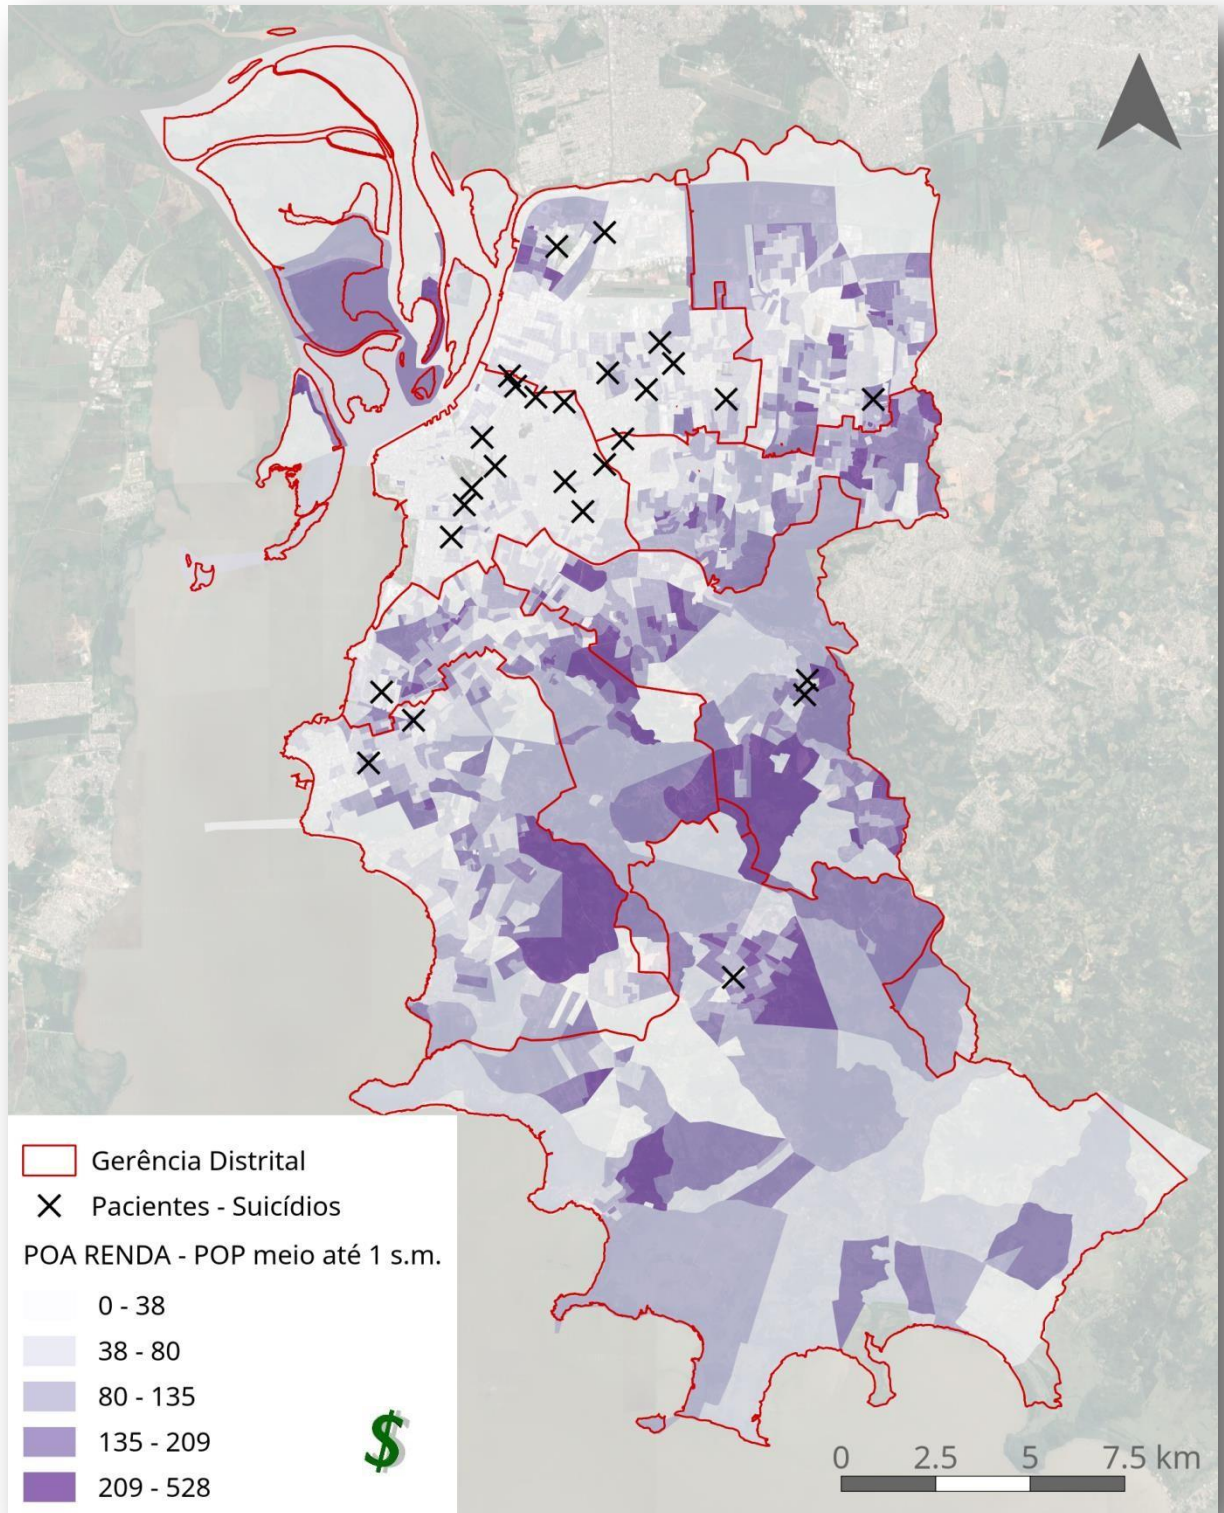 Gerência Distrital
Pacientes - Suicídios
POA RENDA - POP meio até 1 s.m.
0 - 38
38 - 80
80 - 135
135 - 209
209 - 528
$
0 2.5 5 7.5 km